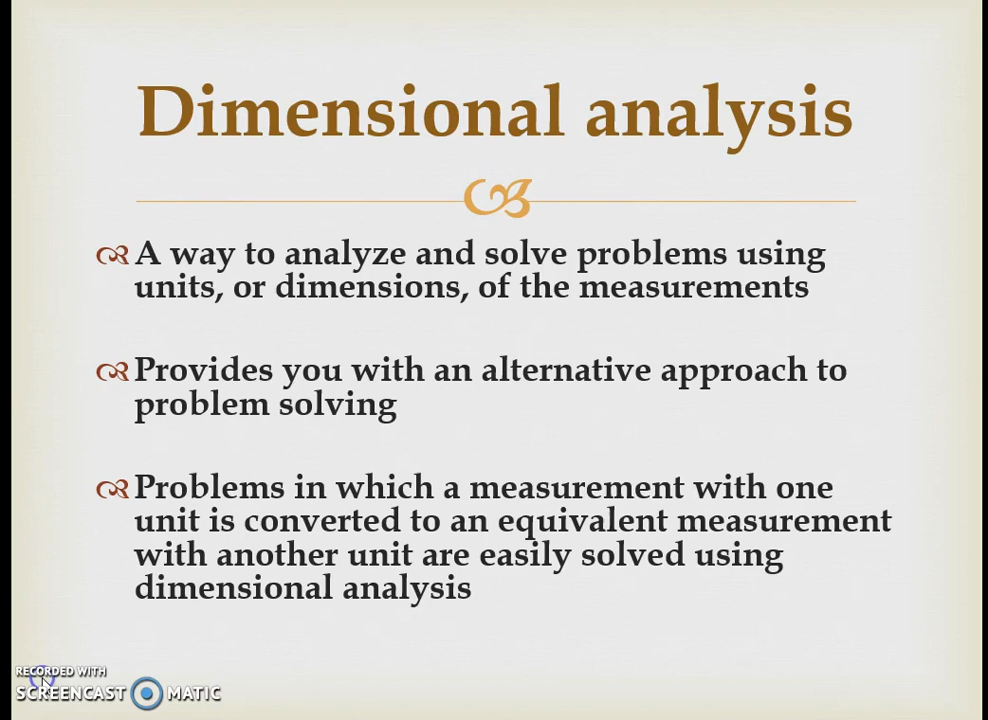 Dimensional analysis
A way to analyze and solve problems using
units, or dimensions, of the measurements
Provides you with an alternative approach to
problem solving
Problems in which a measurement with one
unit is converted to an equivalent measurement
with another unit are easily solved using
dimensional analysis
RECORDED WITH
SCREENCAST MATIC